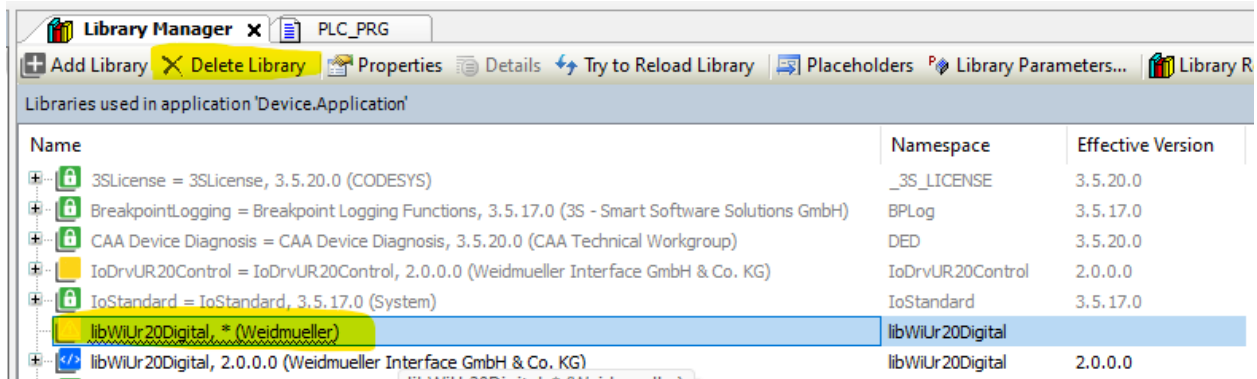 Library Manager x PLC_PRG
Add Library Delete Library Properties Details Try to Reload Library Placeholders Library Parameters... Library R
Libraries used in application 'Device.Application'
Name Namespace Effective Version
3SLicense = 3SLicense, 3.5.20.0 (CODESYS) _3S_LICENSE 3.5.20.0
BreakpointLogging = Breakpoint Logging Functions, 3.5.17.0 (3S - Smart Software Solutions GmbH) BPLog 3.5.17.0
CAA Device Diagnosis = CAA Device Diagnosis, 3.5.20.0 (CAA Technical Workgroup) DED 3.5.20.0
IoDrvUR20Control = IoDrvUR20Control, 2.0.0.0 (Weidmueller Interface GmbH & Co. KG) IoDrvUR20Control 2.0.0.0
IoStandard = IoStandard, 3.5.17.0 (System) IoStandard 3.5.17.0
libWiUr20Digital, * (Weidmueller) libWiUr20Digital
libWiUr20Digital, 2.0.0.0 (Weidmueller Interface GmbH & Co. KG) libWiUr20Digital 2.0.0.0